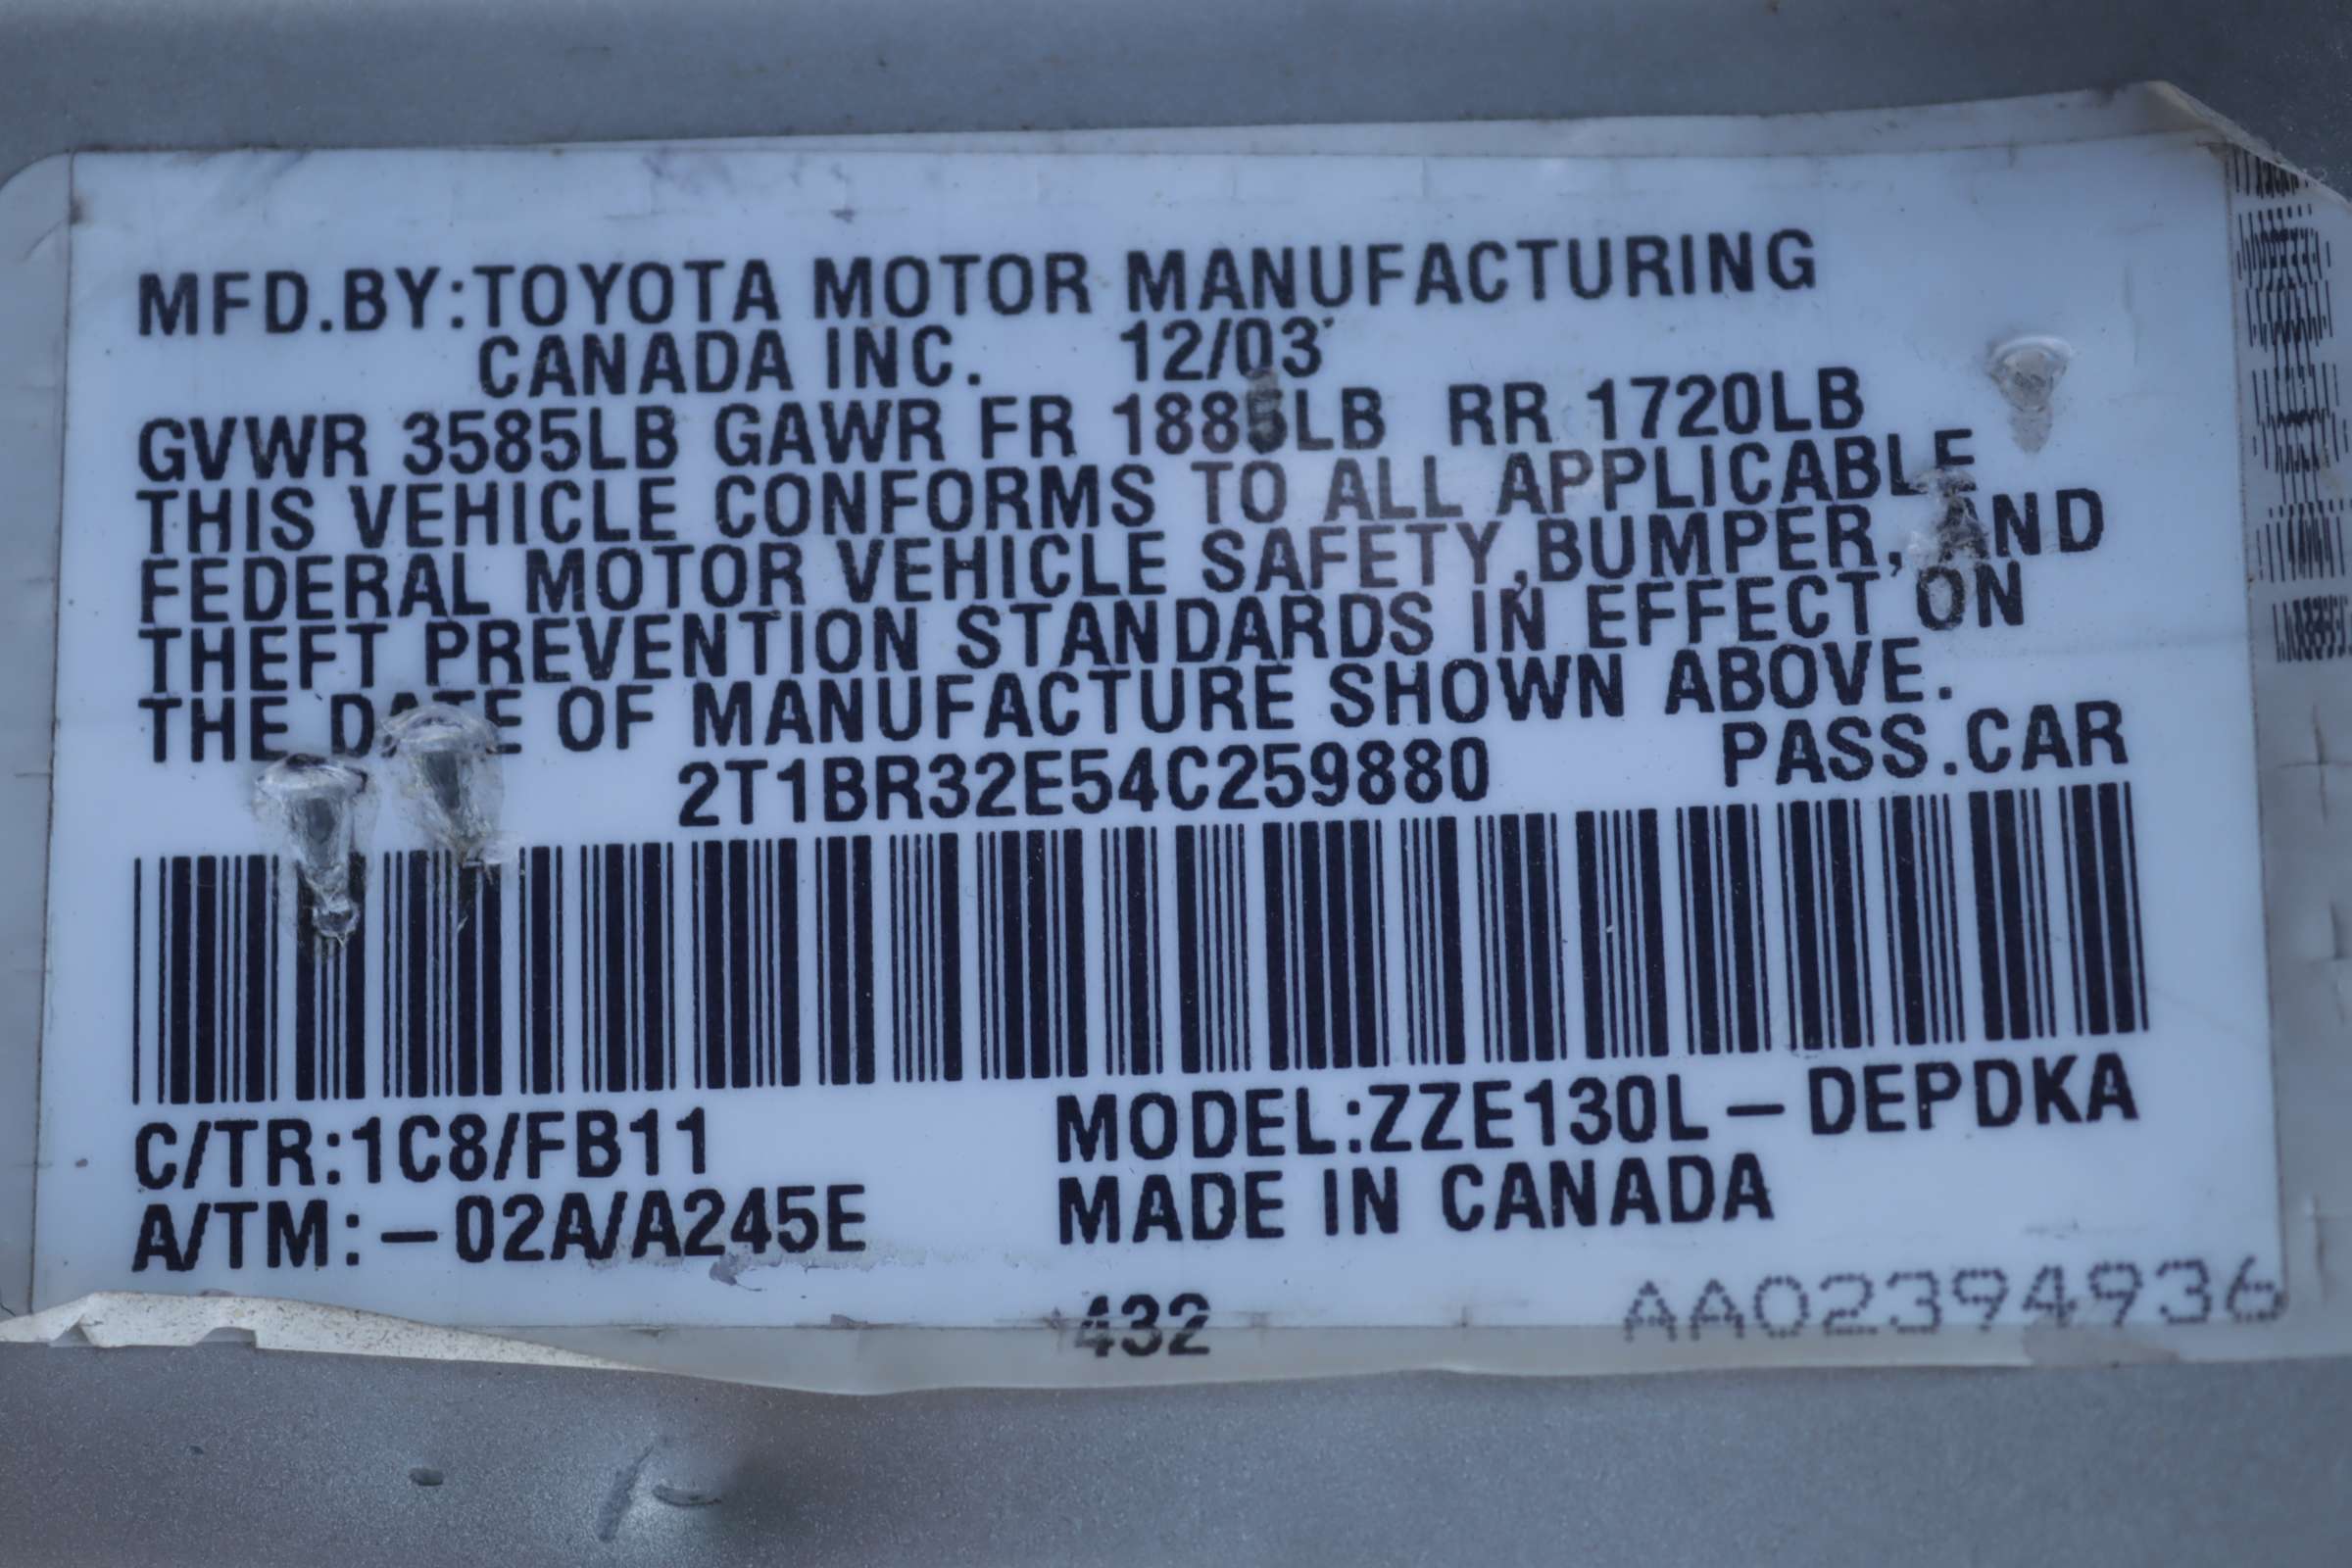 MFD.BY:TOYOTA MOTOR MANUFACTURING
CANADA INC. 12/03
GVWR 3585LB GAWR FR 1885LB RR 1720LB
THIS VEHICLE CONFORMS TO ALL APPLICABLE
FEDERAL MOTOR VEHICLE SAFETY,BUMPER, AND
THEFT PREVENTION STANDARDS IN EFFECT ON
THE DATE OF MANUFACTURE SHOWN ABOVE.
2T1BR32E54C259880 PASS.CAR
C/TR:1C8/FB11 MODEL:ZZE130L-DEPDKA
A/TM:-02A/A245E MADE IN CANADA
432 AA02394936